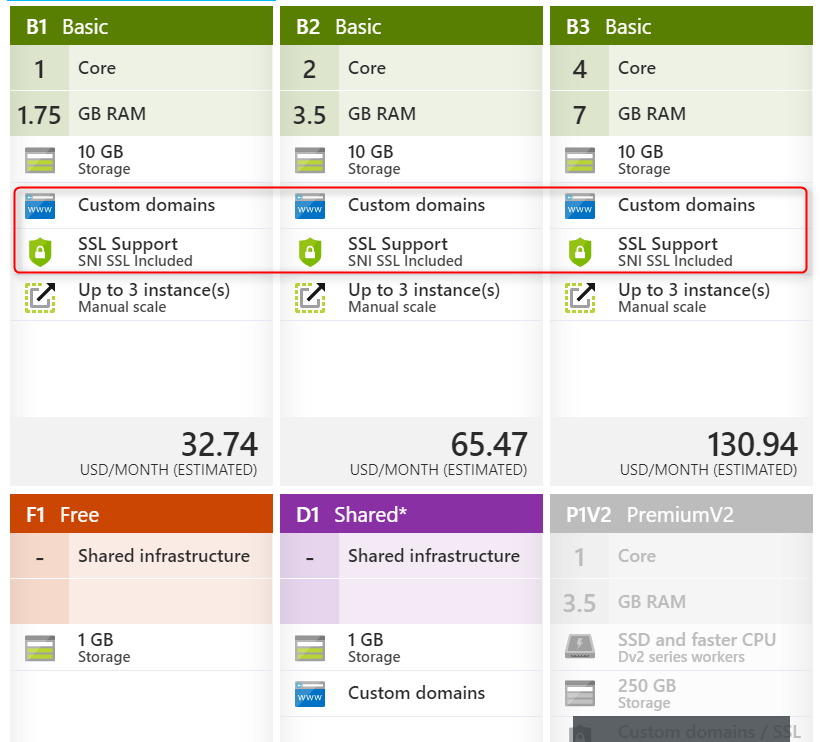 B1 Basic
1 Core
1.75 GB RAM
10 GB
Storage
www Custom domains
SSL Support
SNI SSL Included
Up to 3 instance(s)
Manual scale
32.74
USD/MONTH (ESTIMATED)
B2 Basic
2 Core
3.5 GB RAM
10 GB
Storage
www Custom domains
SSL Support
SNI SSL Included
Up to 3 instance(s)
Manual scale
65.47
USD/MONTH (ESTIMATED)
B3 Basic
4 Core
7 GB RAM
10 GB
Storage
www Custom domains
SSL Support
SNI SSL Included
Up to 3 instance(s)
Manual scale
130.94
USD/MONTH (ESTIMATED)
F1 Free
- Shared infrastructure
1 GB
Storage
D1 Shared*
- Shared infrastructure
1 GB
Storage
www Custom domains
P1V2 PremiumV2
1 Core
3.5 GB RAM
SSD and faster CPU
Dv2 series workers
250 GB
Storage
Custom domains / SSL